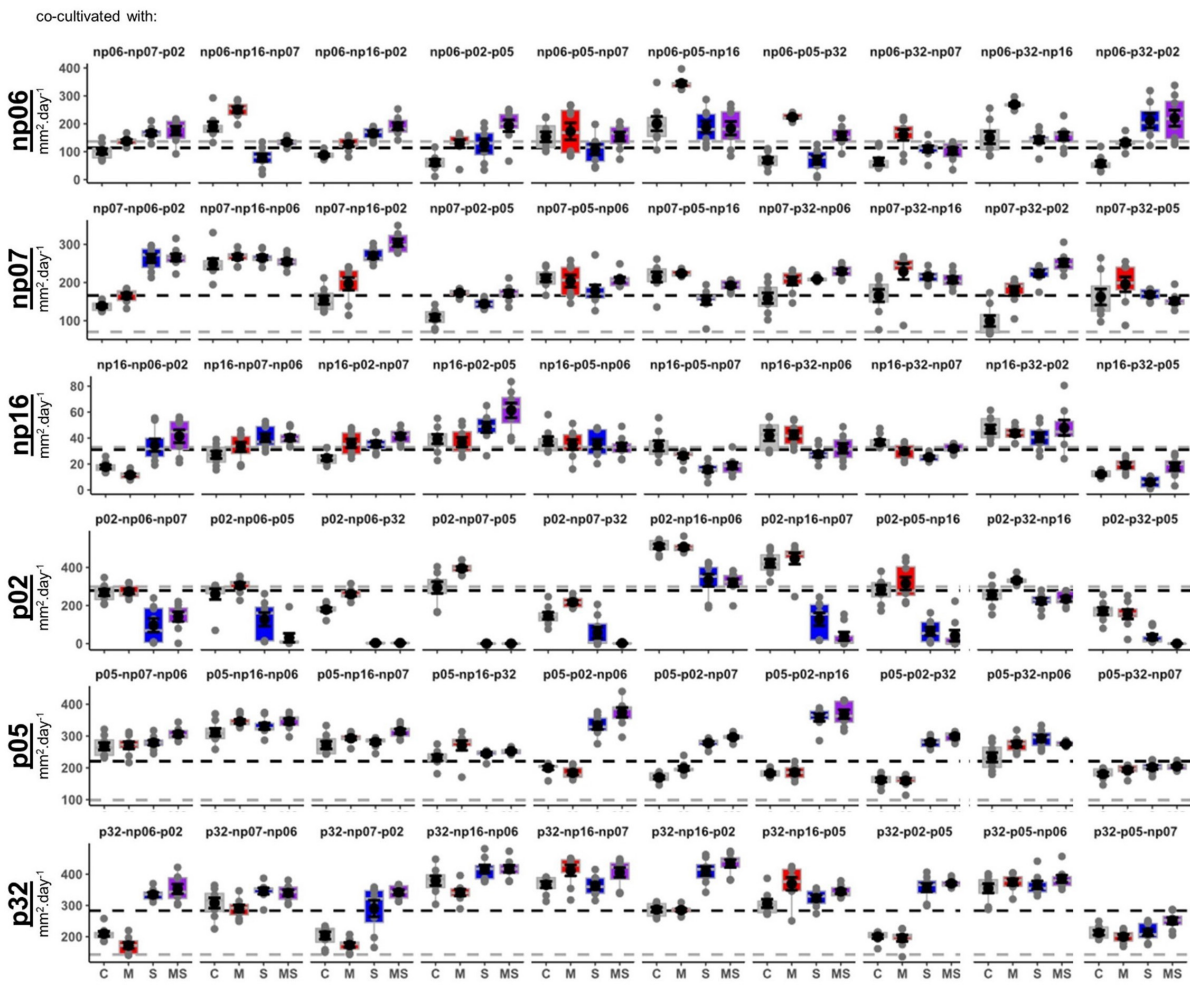 co-cultivated with:
np06-np07-p02 np06-np16-np07 np06-np16-p02 np06-p02-p05 np06-p05-np07 np06-p05-np16 np06-p05-p32 np06-p32-np07 np06-p32-np16 np06-p32-p02
np06
mm².day⁻¹
400
300
200
100
0
np07-np06-p02 np07-np16-np06 np07-np16-p02 np07-p02-p05 np07-p05-np06 np07-p05-np16 np07-p32-np06 np07-p32-np16 np07-p32-p02 np07-p32-p05
np07
mm².day⁻¹
300
200
100
np16-np06-p02 np16-np07-np06 np16-p02-np07 np16-p02-p05 np16-p05-np06 np16-p05-np07 np16-p32-np06 np16-p32-np07 np16-p32-p02 np16-p32-p05
np16
mm².day⁻¹
80
60
40
20
0
p02-np06-np07 p02-np06-p05 p02-np06-p32 p02-np07-p05 p02-np07-p32 p02-np16-np06 p02-np16-np07 p02-p05-np16 p02-p32-np16 p02-p32-p05
p02
mm².day⁻¹
400
200
0
p05-np07-np06 p05-np16-np06 p05-np16-np07 p05-np16-p32 p05-p02-np06 p05-p02-np07 p05-p02-np16 p05-p02-p32 p05-p32-np06 p05-p32-np07
p05
mm².day⁻¹
400
300
200
100
p32-np06-p02 p32-np07-np06 p32-np07-p02 p32-np16-np06 p32-np16-np07 p32-np16-p02 p32-np16-p05 p32-p02-p05 p32-p05-np06 p32-p05-np07
p32
mm².day⁻¹
400
300
200
C M S MS C M S MS C M S MS C M S MS C M S MS C M S MS C M S MS C M S MS C M S MS C M S MS